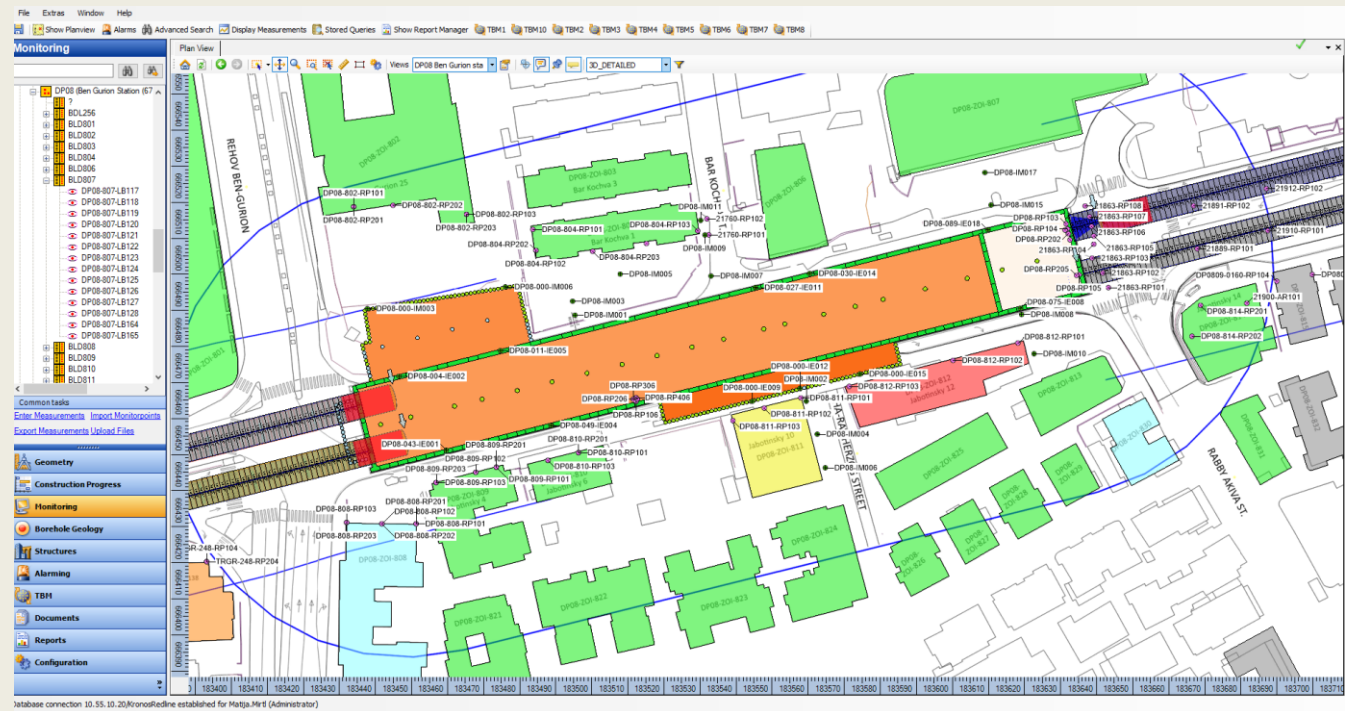 File Extras Window Help
Show Planview Alarms Advanced Search Display Measurements Stored Queries Show Report Manager TBM1 TBM10 TBM2 TBM3 TBM4 TBM5 TBM6 TBM7 TBM8
Monitoring
Plan View
Views DP08 Ben Gurion sta 3D_DETAILED
DP08 (Ben Gurion Station (67
?
BDL256
BLD801
BLD802
BLD803
BLD804
BLD806
BLD807
DP08-807-LB117
DP08-807-LB118
DP08-807-LB119
DP08-807-LB120
DP08-807-LB121
DP08-807-LB122
DP08-807-LB123
DP08-807-LB124
DP08-807-LB125
DP08-807-LB126
DP08-807-LB127
DP08-807-LB128
DP08-807-LB164
DP08-807-LB165
BLD808
BLD809
BLD810
BLD811
Common tasks
Enter Measurements Import Monitorpoints
Export Measurements Upload Files
Geometry
Construction Progress
Monitoring
Borehole Geology
Structures
Alarming
TBM
Documents
Reports
Configuration
REHOV BEN-GURION
DP08-ZOI-802
DP08-ZOI-807
DP08-ZOI-803
Bar Kochva 3
DP08-ZOI-806
DP08-IM017
DP08-802-RP101
DP08-802-RP202
DP08-802-RP201
DP08-802-RP103
DP08-802-RP203
DP08-804-RP101
DP08-804-RP103
Bar Kochva 1
DP08-804-RP202
DP08-804-RP203
DP08-804-RP102
DP08-IM011
21760-RP102
21760-RP101
DP08-IM009
DP08-IM005
DP08-IM007
DP08-030-IE014
DP08-027-IE011
DP08-089-IE018
DP08-IM015
DP08-RP103
DP08-RP104
DP08-RP202
21863-RP108
21863-RP107
21863-RP106
21863-RP104
21863-RP105
21863-RP103
21863-RP102
21863-RP101
DP08-RP205
DP08-RP105
21912-RP102
21891-RP102
21910-RP101
21889-RP101
DP0809-0160-RP104
21900-AR101
DP08-814-RP201
DP08-814-RP202
DP08-000-IM006
DP08-000-IM003
DP08-IM003
DP08-IM001
DP08-011-IE005
DP08-004-IE002
DP08-075-IE008
DP08-IM008
DP08-812-RP101
DP08-IM010
DP08-812-RP102
DP08-812-RP103
DP08-ZOI-812
Jabotinsky 12
DP08-000-IE012
DP08-000-IE015
DP08-IM002
DP08-000-IE009
DP08-RP306
DP08-RP206
DP08-RP406
DP08-RP106
DP08-811-RP101
DP08-811-RP102
DP08-811-RP103
Jabotinsky 10
DP08-ZOI-811
DP08-IM004
DP08-IM006
DP08-049-IE004
DP08-043-IE001
DP08-809-RP201
DP08-810-RP201
DP08-809-RP102
DP08-810-RP101
DP08-809-RP203
DP08-810-RP103
DP08-809-RP103
DP08-809-RP101
DP08-808-RP201
DP08-808-RP103
DP08-808-RP102
DP08-808-RP101
DP08-808-RP203
DP08-808-RP202
DP08-ZOI-808
TRGR-248-RP204
DP08-ZOI-813
DP08-ZOI-825
DP08-ZOI-830
DP08-ZOI-831
DP08-ZOI-829
DP08-ZOI-824
DP08-ZOI-822
DP08-ZOI-823
DP08-ZOI-821
RABBY AKIVA ST.
183400 183410 183420 183430 183440 183450 183460 183470 183480 183490 183500 183510 183520 183530 183540 183550 183560 183570 183580 183590 183600 183610 183620 183630 183640 183650 183660 183670 183680 183690 183700 183710
Database connection 10.55.10.20/KronosRedline established for Matija.Mirtl (Administrator)